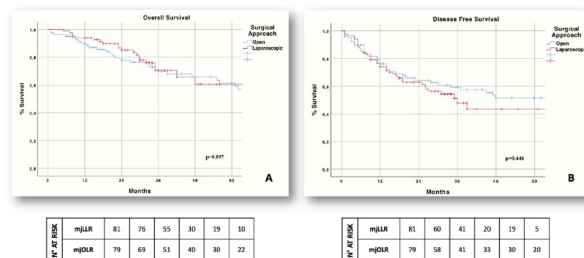 Overall Survival
Surgical Approach
Open
Laparoscopic
% Survival
1,0
0,8
0,6
0,4
0,2
0,0
p=0.897
0 12 24 36 48 60
Months
A
Disease Free Survival
Surgical Approach
Open
Laparoscopic
% Survival
1,0
0,8
0,6
0,4
0,2
0,0
p=0.446
0 12 24 36 48 60
Months
B
N° AT RISK
mjLLR 81 76 55 30 19 10
mjOLR 79 69 51 40 30 22
N° AT RISK
mjLLR 81 60 41 20 19 5
mjOLR 79 58 41 33 30 20